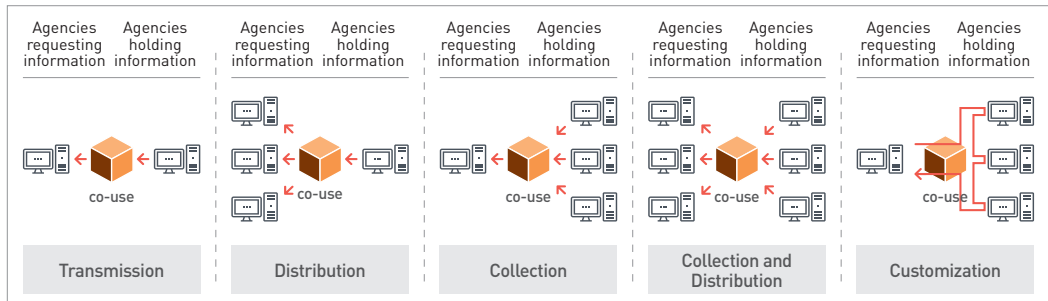 Agencies requesting information
Agencies holding information
co-use
Transmission
Agencies requesting information
Agencies holding information
co-use
Distribution
Agencies requesting information
Agencies holding information
co-use
Collection
Agencies requesting information
Agencies holding information
co-use
Collection and
Distribution
Agencies requesting information
Agencies holding information
co-use
Customization